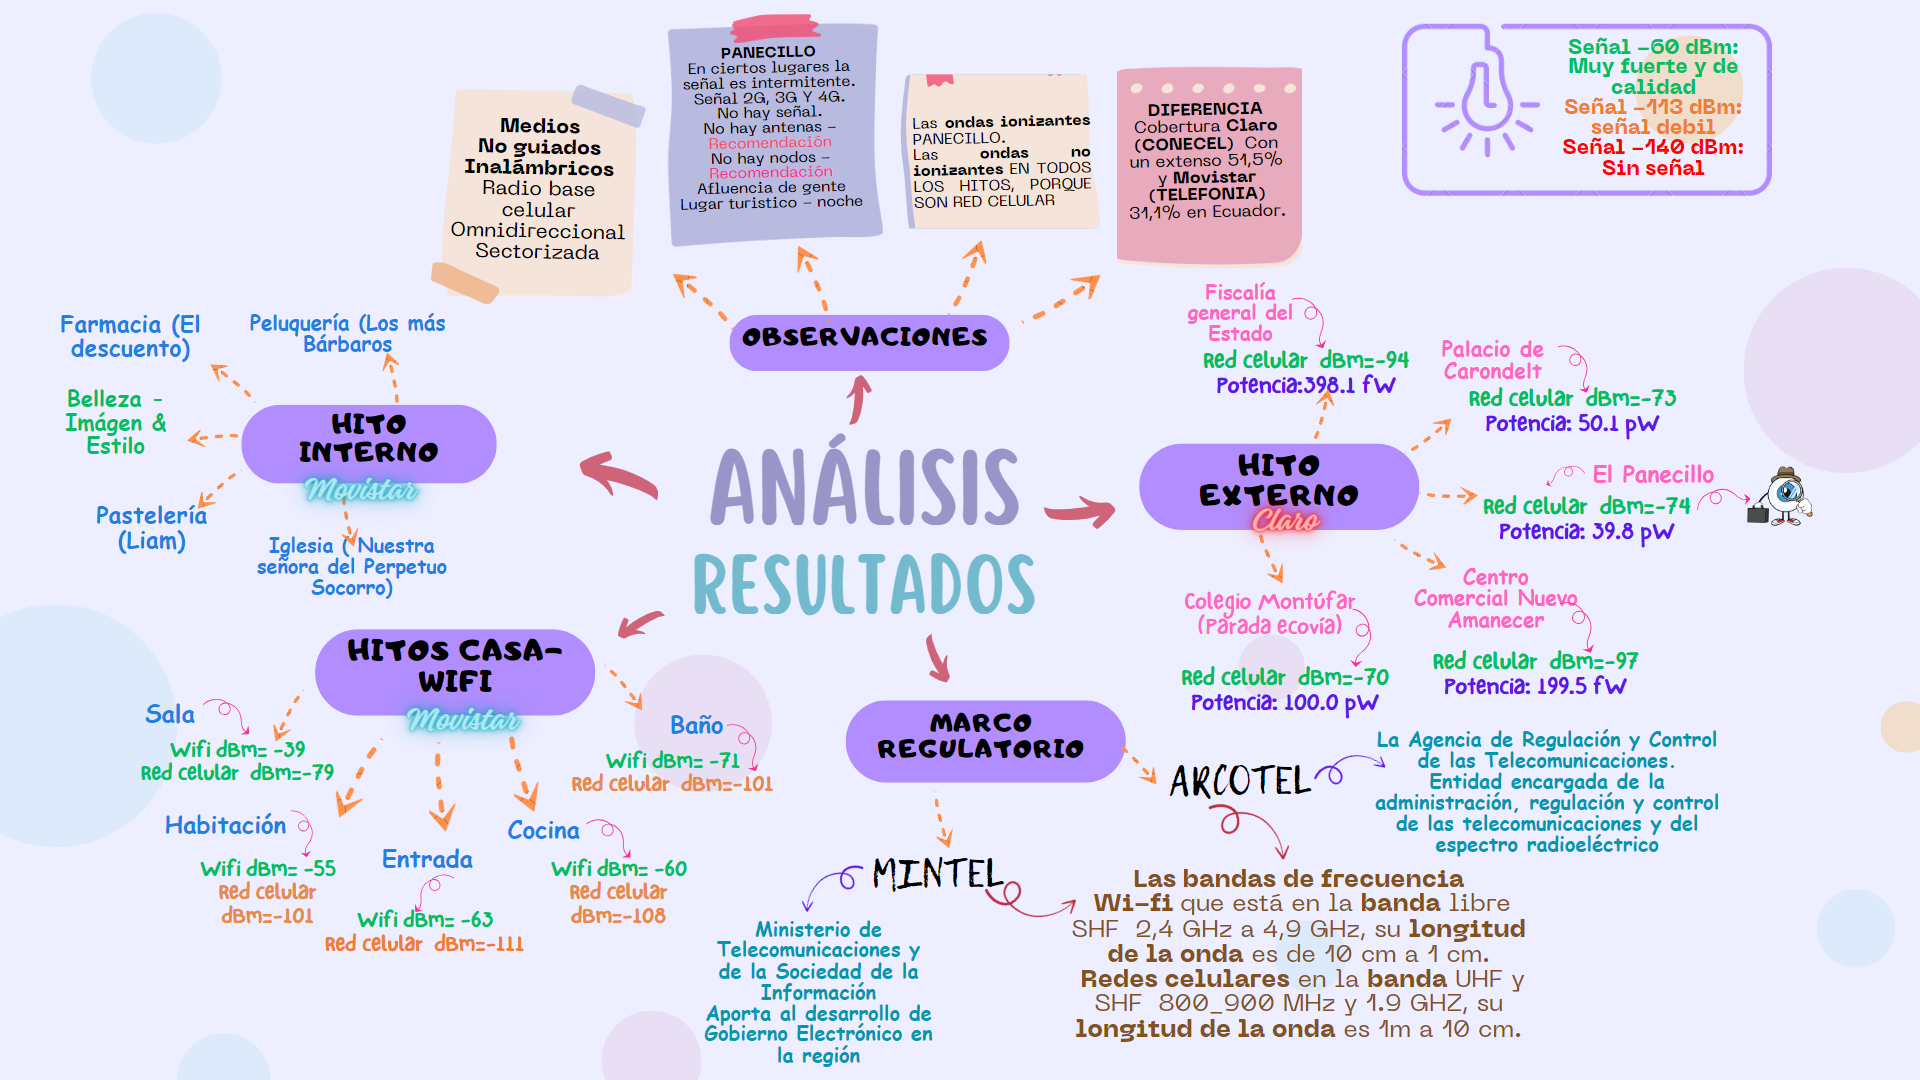 PANECILLO
En ciertos lugares la
señal es intermitente.
Señal 2G, 3G Y 4G.
No hay señal.
No hay antenas -
Recomendación
No hay nodos -
Recomendación
Afluencia de gente
Lugar turistico - noche
Medios
No guiados
Inalámbricos
Radio base
celular
Omnidireccional
Sectorizada
Las ondas ionizantes
PANECILLO.
Las ondas no
ionizantes EN TODOS
LOS HITOS, PORQUE
SON RED CELULAR
DIFERENCIA
Cobertura Claro
(CONECEL) Con
un extenso 51,5%
y Movistar
(TELEFONIA)
31,1% en Ecuador.
Señal -60 dBm:
Muy fuerte y de
calidad
Señal -113 dBm:
señal debil
Señal -140 dBm:
Sin señal
OBSERVACIONES
Farmacia (El
descuento)
Peluquería (Los más
Bárbaros
Belleza -
Imágen &
Estilo
HITO
INTERNO
Movistar
Pastelería
(Liam)
Iglesia ( Nuestra
señora del Perpetuo
Socorro)
ANÁLISIS
RESULTADOS
Fiscalía
general del
Estado
Red celular dBm=-94
Potencia:398.1 fW
Palacio de
Carondelt
Red celular dBm=-73
Potencia: 50.1 pW
HITO
EXTERNO
Claro
El Panecillo
Red celular dBm=-74
Potencia: 39.8 pW
Colegio Montúfar
(Parada ecovía)
Red celular dBm=-70
Potencia: 100.0 pW
Centro
Comercial Nuevo
Amanecer
Red celular dBm=-97
Potencia: 199.5 fW
HITOS CASA-
WIFI
Movistar
Sala
Wifi dBm= -39
Red celular dBm=-79
Habitación
Wifi dBm= -55
Red celular
dBm=-101
Entrada
Wifi dBm= -63
Red celular dBm=-111
Cocina
Wifi dBm= -60
Red celular
dBm=-108
Baño
Wifi dBm= -71
Red celular dBm=-101
MARCO
REGULATORIO
ARCOTEL
La Agencia de Regulación y Control
de las Telecomunicaciones.
Entidad encargada de la
administración, regulación y control
de las telecomunicaciones y del
espectro radioeléctrico
MINTEL
Ministerio de
Telecomunicaciones y
de la Sociedad de la
Información
Aporta al desarrollo de
Gobierno Electrónico en
la región
Las bandas de frecuencia
Wi-fi que está en la banda libre
SHF 2,4 GHz a 4,9 GHz, su longitud
de la onda es de 10 cm a 1 cm.
Redes celulares en la banda UHF y
SHF 800_900 MHz y 1.9 GHZ, su
longitud de la onda es 1m a 10 cm.